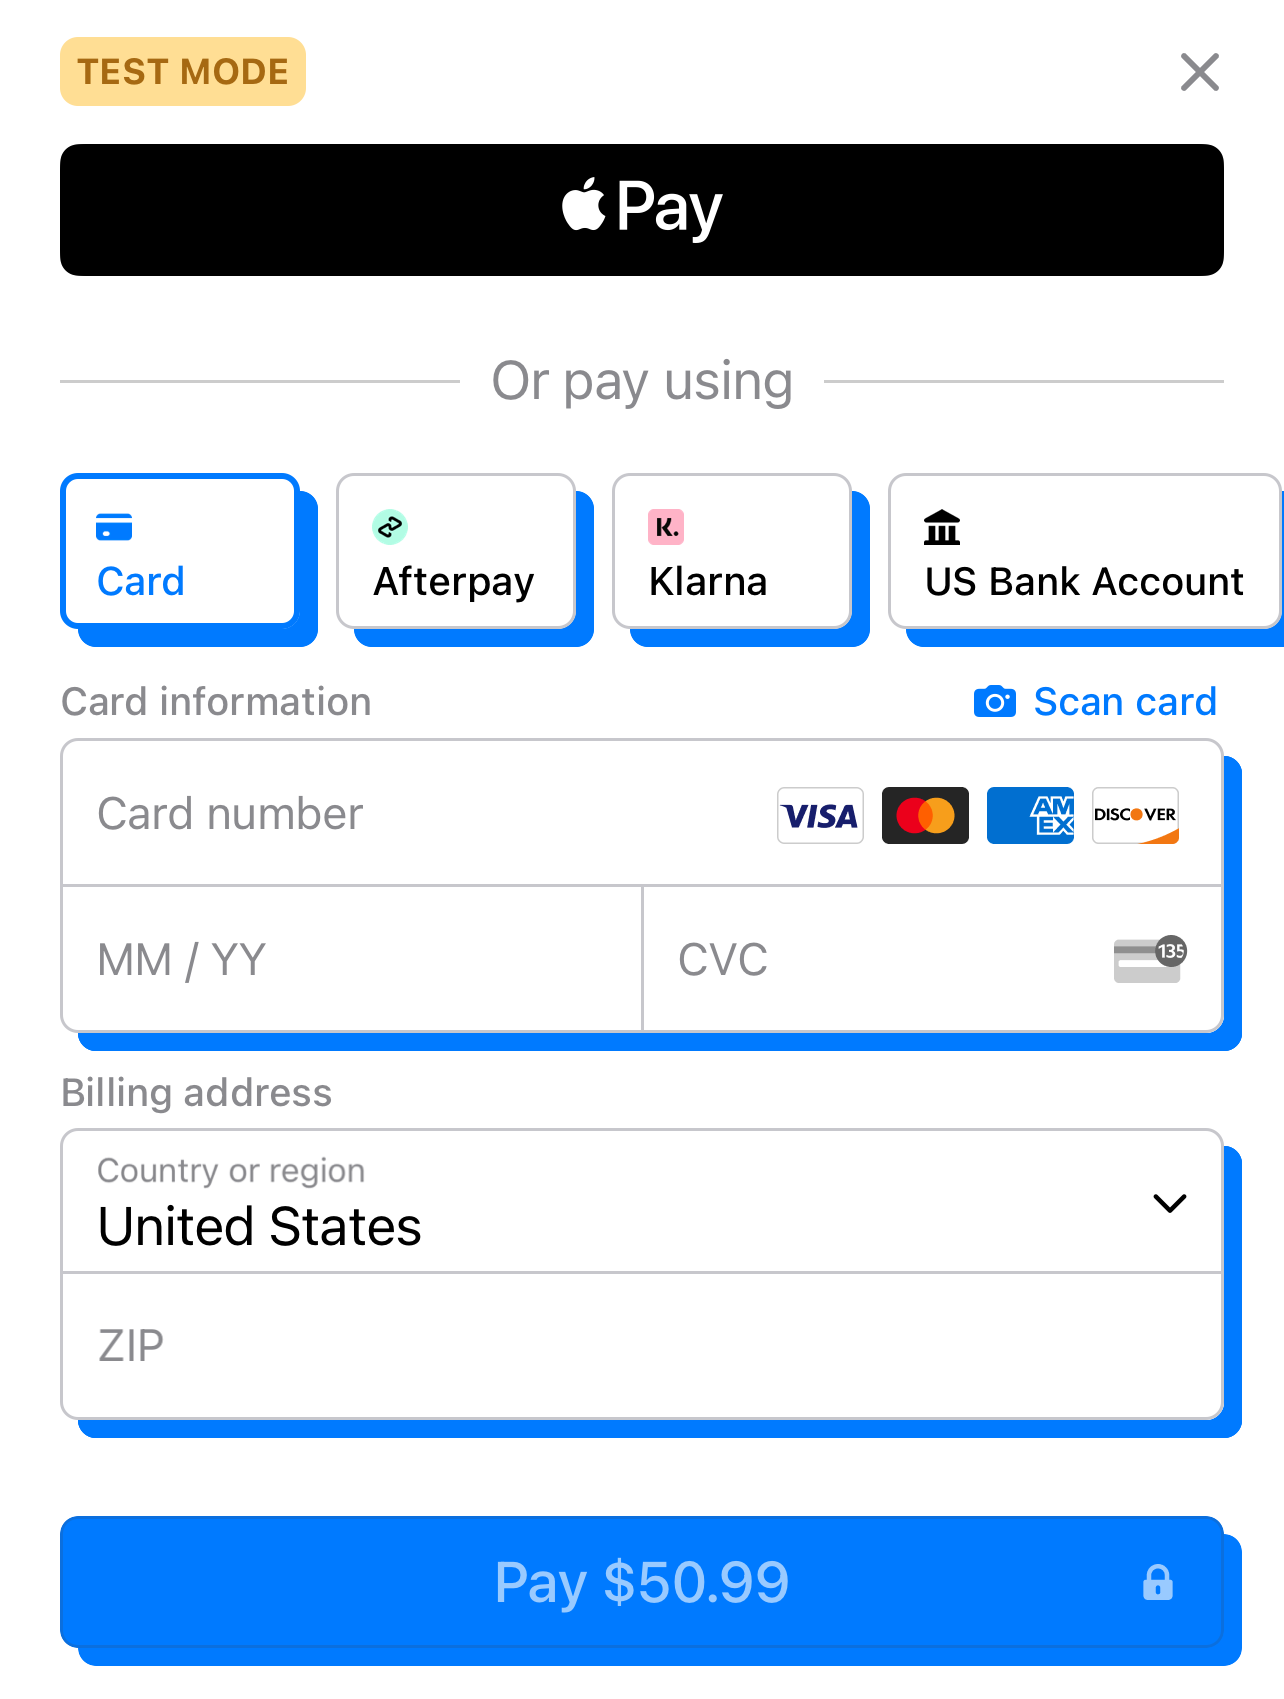 TEST MODE
Pay
Or pay using
Card
Afterpay
K.
Klarna
US Bank Account
Card information
Scan card
Card number
VISA
AM
EX
DISCOVER
MM / YY
CVC
135
Billing address
Country or region
United States
ZIP
Pay $50.99